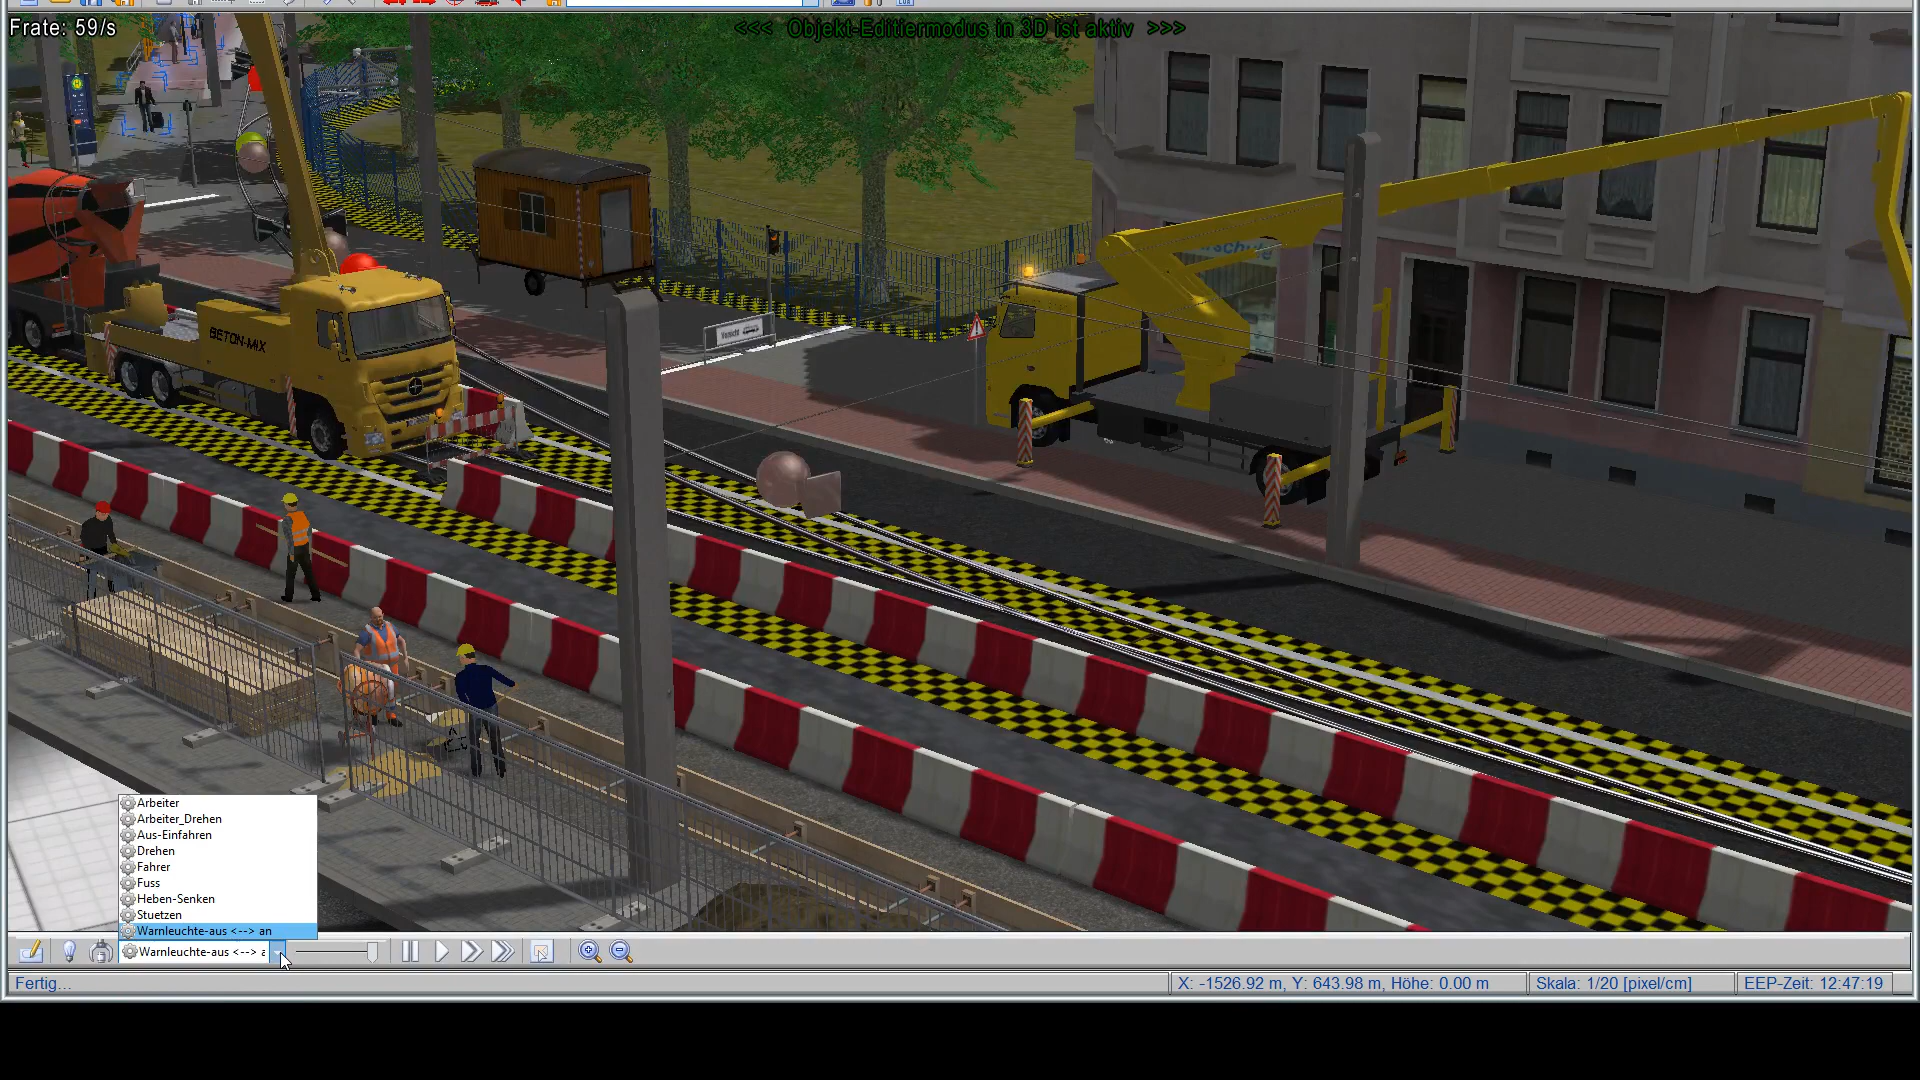 Frate: 59/s
<<< Objekt-Editiermodus in 3D ist aktiv >>>
BETON-MIX
Vorsicht
Arbeiter
Arbeiter_Drehen
Aus-Einfahren
Drehen
Fahrer
Fuss
Heben-Senken
Stuetzen
Warnleuchte-aus <--> an
Warnleuchte-aus <--> a
Fertig...
X: -1526.92 m, Y: 643.98 m, Höhe: 0.00 m
Skala: 1/20 [pixel/cm]
EEP-Zeit: 12:47:19